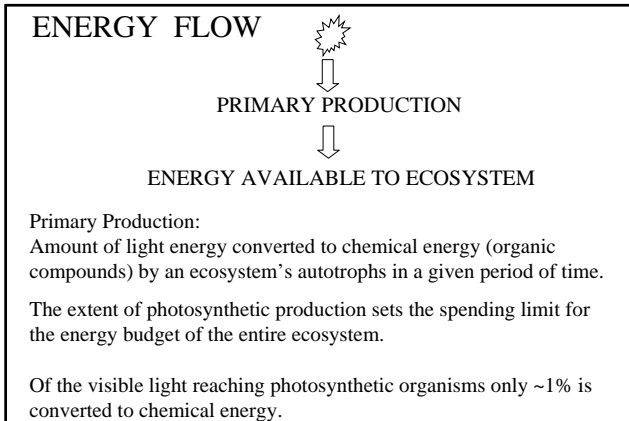 ENERGY FLOW
PRIMARY PRODUCTION
ENERGY AVAILABLE TO ECOSYSTEM
Primary Production:
Amount of light energy converted to chemical energy (organic
compounds) by an ecosystem's autotrophs in a given period of time.
The extent of photosynthetic production sets the spending limit for
the energy budget of the entire ecosystem.
Of the visible light reaching photosynthetic organisms only ~1% is
converted to chemical energy.